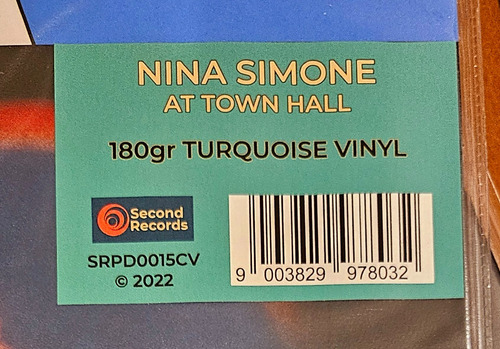 NINA SIMONE
AT TOWN HALL
180gr TURQUOISE VINYL
Second
Records
SRPD0015CV
© 2022
9 003829 978032